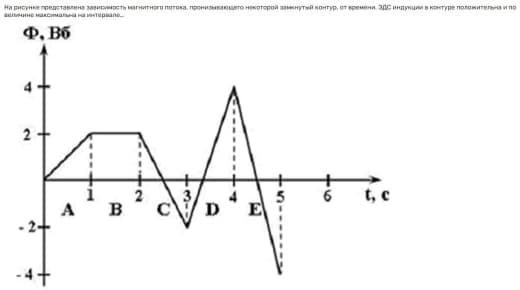 На рисунке представлена зависимость магнитного потока, пронизывающего некоторой замкнутый контур, от времени. ЭДС индукции в контуре положительна и по
величине максимальна на интервале...
Ф, Вб
4
2
1 2 3 4 5 6 t, с
A B C D E
- 2
- 4